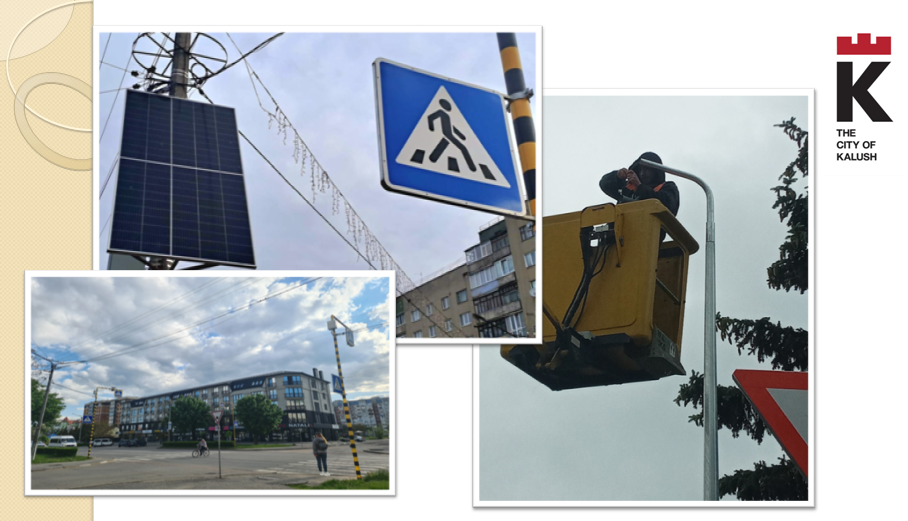 K
THE
CITY OF
KALUSH